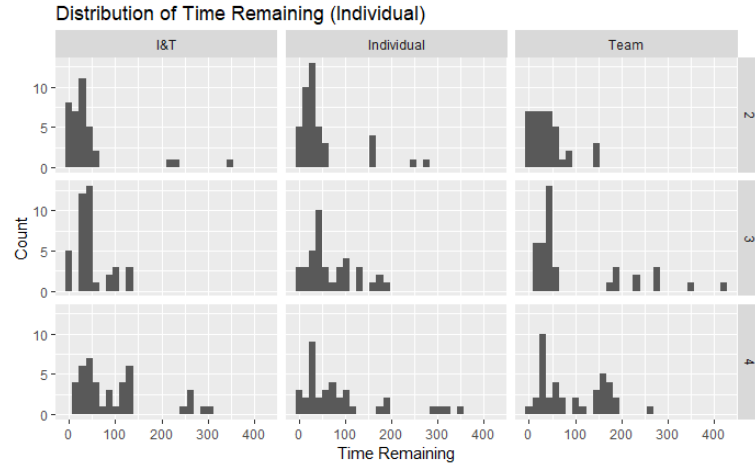 Distribution of Time Remaining (Individual)
I&T Individual Team
10
5
0
2
10
5
0
3
10
5
0
4
0 100 200 300 400 0 100 200 300 400 0 100 200 300 400
Count
Time Remaining